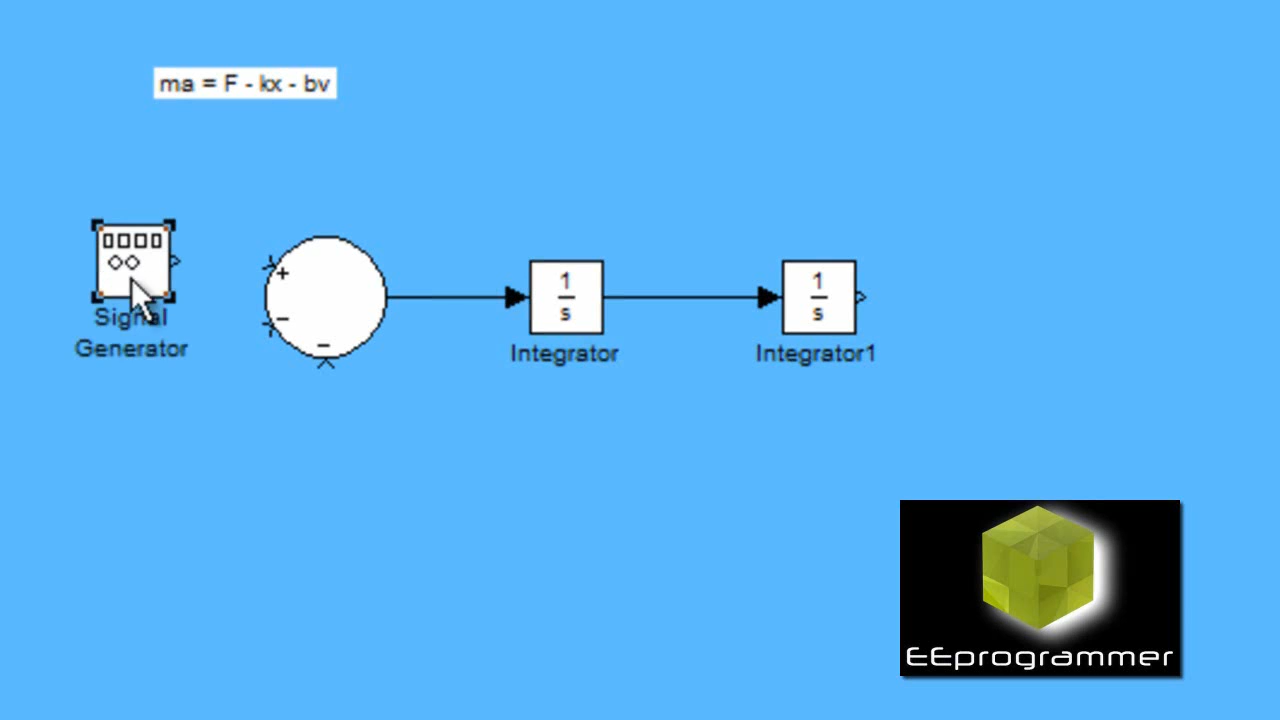 ma = F - kx - bv
Signal
Generator
+
−
−
1
s
Integrator
1
s
Integrator1
EEprogrammer